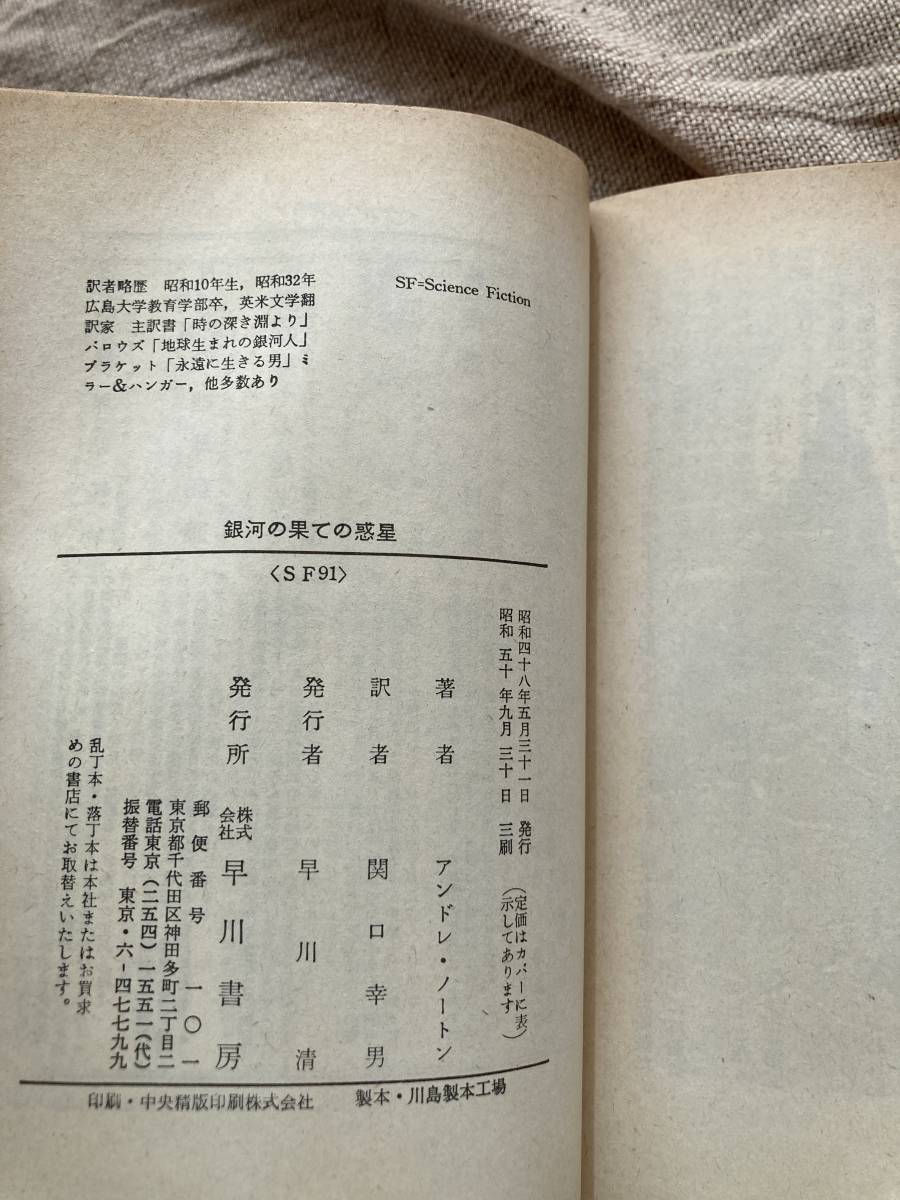 訳者略歴　昭和10年生，昭和32年
広島大学教育学部卒，英米文学翻
訳家　主訳書「時の深き淵より」
バロウズ「地球生まれの銀河人」
ブラケット「永遠に生きる男」ミ
ラー&ハンガー，他多数あり
SF=Science Fiction
銀河の果ての惑星
〈SF91〉
昭和四十八年五月三十一日　発行
昭和五十年九月三十日　三刷
（定価はカバーに表
示してあります）
著者　アンドレ・ノートン
訳者　関口幸男
発行者　早川清
発行所　株式会社　早川書房
郵便番号　一〇一
東京都千代田区神田多町二丁目二
電話東京（二五四）一五五一（代）
振替番号　東京・六－四七七九九
乱丁本・落丁本は本社またはお買求
めの書店にてお取替えいたします。
印刷・中央精版印刷株式会社　製本・川島製本工場